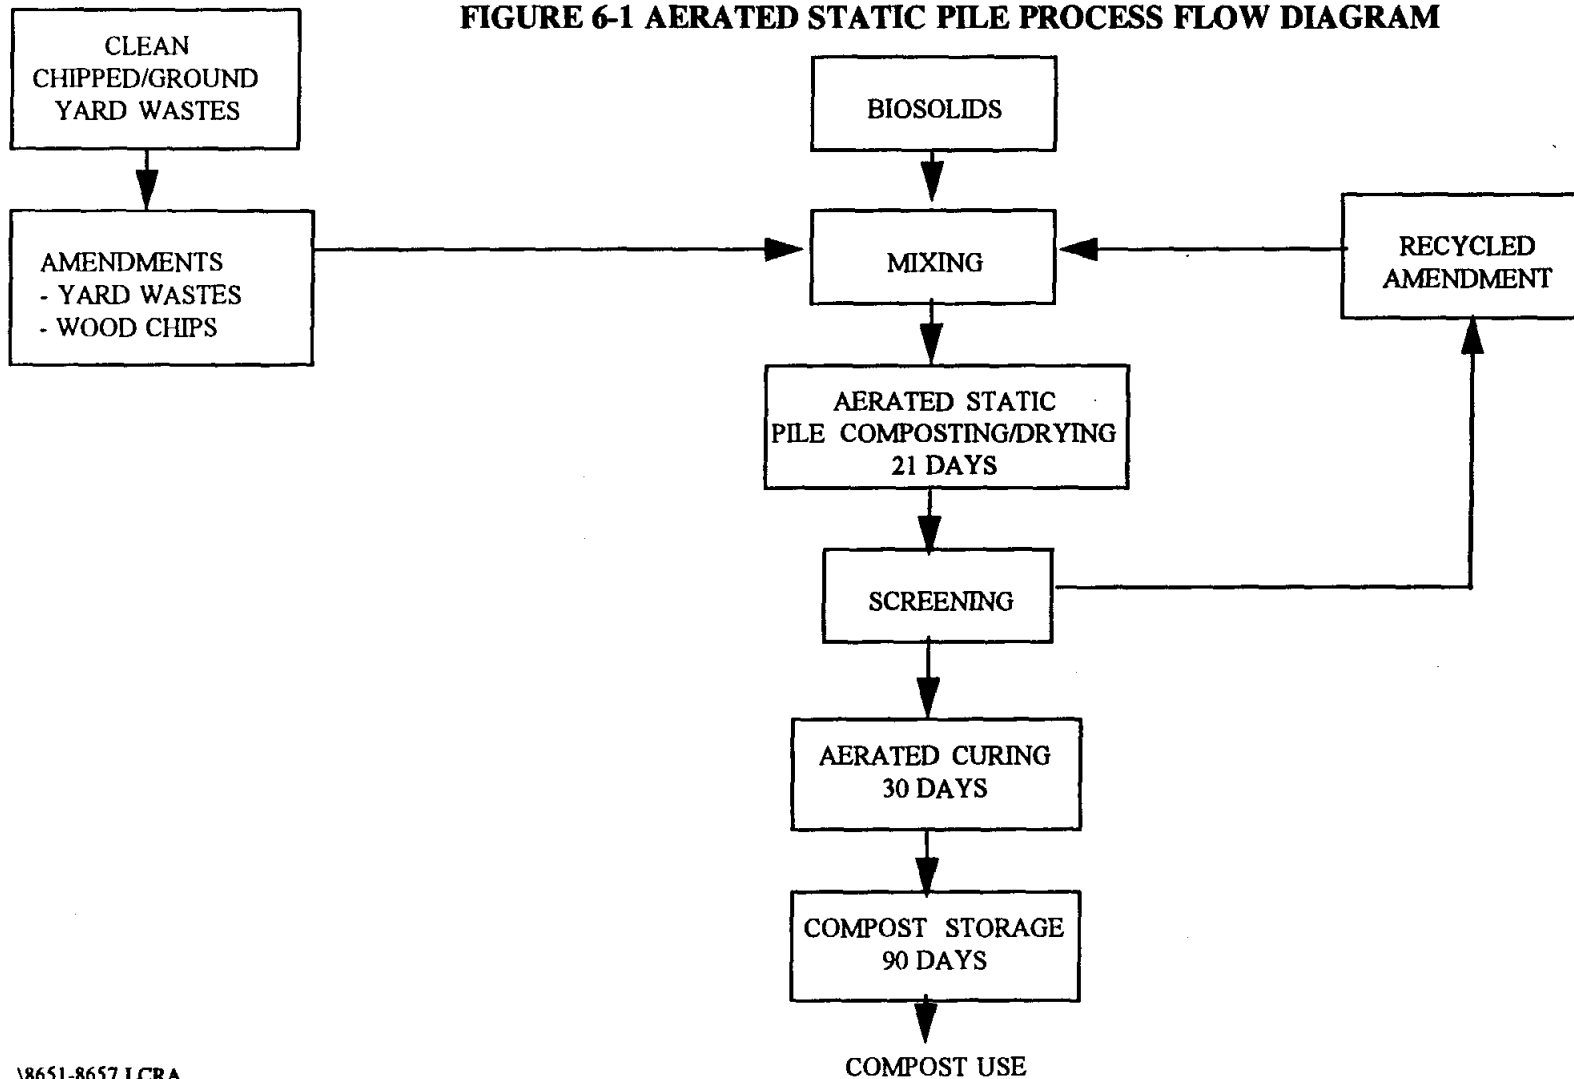 FIGURE 6-1 AERATED STATIC PILE PROCESS FLOW DIAGRAM
CLEAN
CHIPPED/GROUND
YARD WASTES
BIOSOLIDS
AMENDMENTS
- YARD WASTES
- WOOD CHIPS
MIXING
RECYCLED
AMENDMENT
AERATED STATIC
PILE COMPOSTING/DRYING
21 DAYS
SCREENING
AERATED CURING
30 DAYS
COMPOST STORAGE
90 DAYS
COMPOST USE
\8651-8657.LCRA